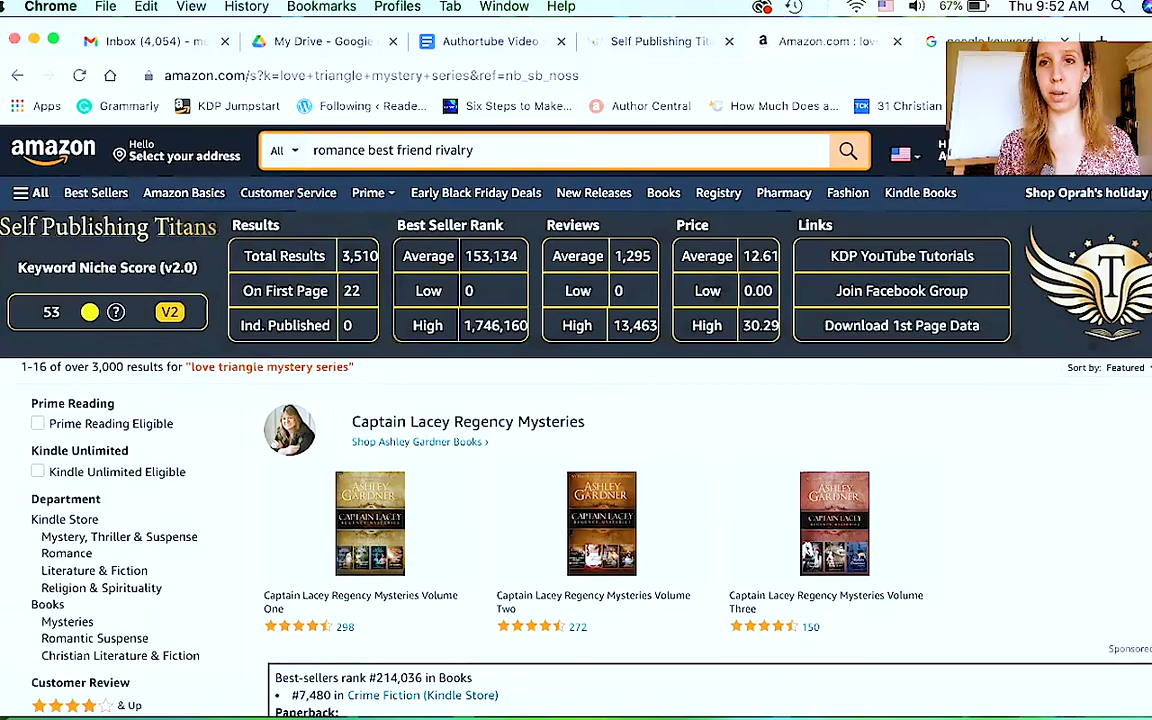 Chrome File Edit View History Bookmarks Profiles Tab Window Help 67% Thu 9:52 AM
Inbox (4,054) - m My Drive - Google Authortube Video Self Publishing Tit Amazon.com : lov
amazon.com/s?k=love+triangle+mystery+series&ref=nb_sb_noss
Apps Grammarly KDP Jumpstart Following ‹ Reade... Six Steps to Make... Author Central How Much Does a... 31 Christian
amazon Hello
Select your address All romance best friend rivalry
All Best Sellers Amazon Basics Customer Service Prime Early Black Friday Deals New Releases Books Registry Pharmacy Fashion Kindle Books Shop Oprah's holiday
Self Publishing Titans
Keyword Niche Score (v2.0)
53 ? V2
Results
Total Results 3,510
On First Page 22
Ind. Published 0
Best Seller Rank
Average 153,134
Low 0
High 1,746,160
Reviews
Average 1,295
Low 0
High 13,463
Price
Average 12.61
Low 0.00
High 30.29
Links
KDP YouTube Tutorials
Join Facebook Group
Download 1st Page Data
T
1-16 of over 3,000 results for "love triangle mystery series" Sort by: Featured
Prime Reading
Prime Reading Eligible
Kindle Unlimited
Kindle Unlimited Eligible
Department
Kindle Store
Mystery, Thriller & Suspense
Romance
Literature & Fiction
Religion & Spirituality
Books
Mysteries
Romantic Suspense
Christian Literature & Fiction
Customer Review
& Up
Captain Lacey Regency Mysteries
Shop Ashley Gardner Books ›
ASHLEY
GARDNER
CAPTAIN LACEY
REGENCY MYSTERIES
Captain Lacey Regency Mysteries Volume
One
298
ASHLEY
GARDNER
CAPTAIN LACEY
REGENCY MYSTERIES
Captain Lacey Regency Mysteries Volume
Two
272
ASHLEY
GARDNER
CAPTAIN LACEY
REGENCY MYSTERIES
Captain Lacey Regency Mysteries Volume
Three
150
Sponsored
Best-sellers rank #214,036 in Books
• #7,480 in Crime Fiction (Kindle Store)
Paperback: